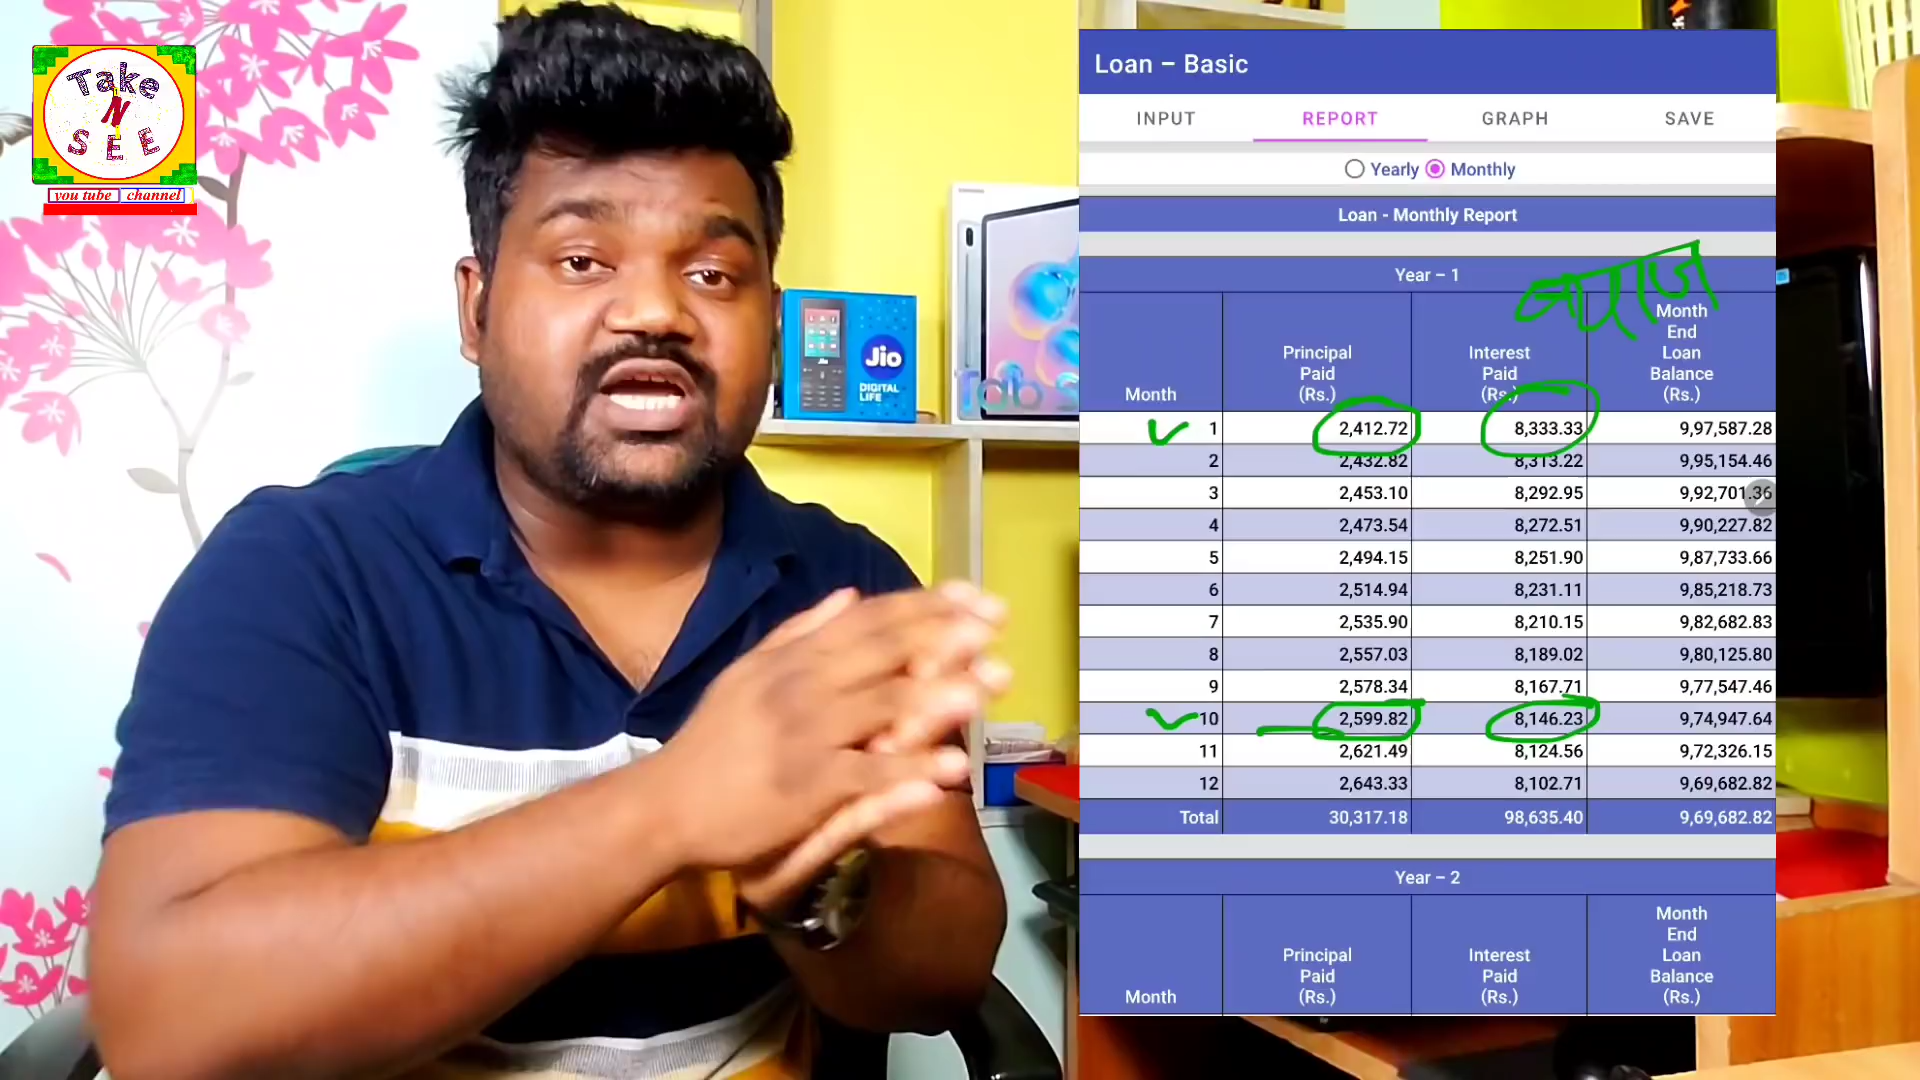 Take
N
SEE
you tube channel
Jio
DIGITAL
LIFE
Tab S
Loan – Basic
INPUT REPORT GRAPH SAVE
Yearly Monthly
Loan - Monthly Report
Year – 1
Month Principal Paid (Rs.) Interest Paid (Rs.) Month End Loan Balance (Rs.)
1 2,412.72 8,333.33 9,97,587.28
2 2,432.82 8,313.22 9,95,154.46
3 2,453.10 8,292.95 9,92,701.36
4 2,473.54 8,272.51 9,90,227.82
5 2,494.15 8,251.90 9,87,733.66
6 2,514.94 8,231.11 9,85,218.73
7 2,535.90 8,210.15 9,82,682.83
8 2,557.03 8,189.02 9,80,125.80
9 2,578.34 8,167.71 9,77,547.46
10 2,599.82 8,146.23 9,74,947.64
11 2,621.49 8,124.56 9,72,326.15
12 2,643.33 8,102.71 9,69,682.82
Total 30,317.18 98,635.40 9,69,682.82
Year – 2
Month Principal Paid (Rs.) Interest Paid (Rs.) Month End Loan Balance (Rs.)